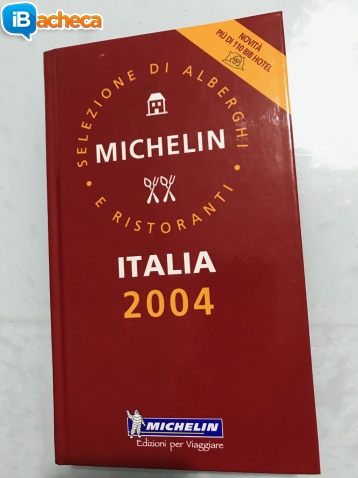 iBacheca
NOVITÀ
PIÙ DI 110 BIB HOTEL
SELEZIONE DI ALBERGHI
MICHELIN
• E RISTORANTI •
ITALIA
2004
MICHELIN
Edizioni per Viaggiare